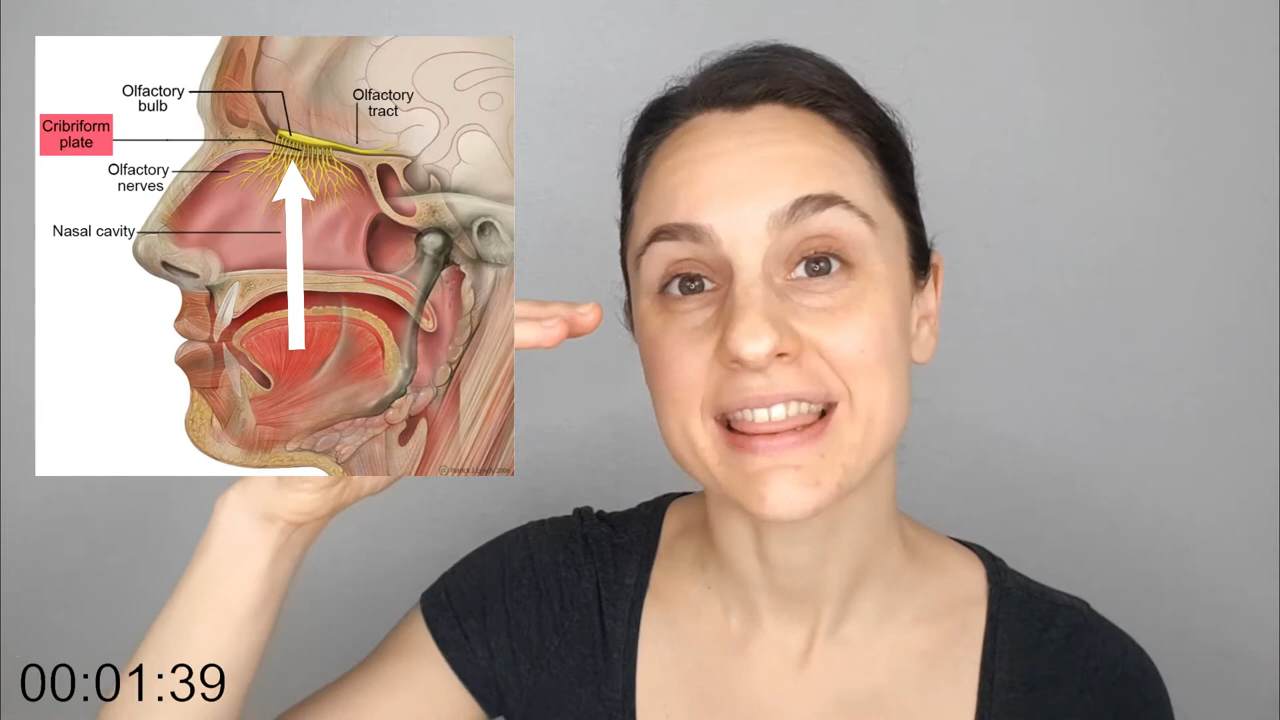 Olfactory
bulb
Olfactory
tract
Cribriform
plate
Olfactory
nerves
Nasal cavity
00:01:39